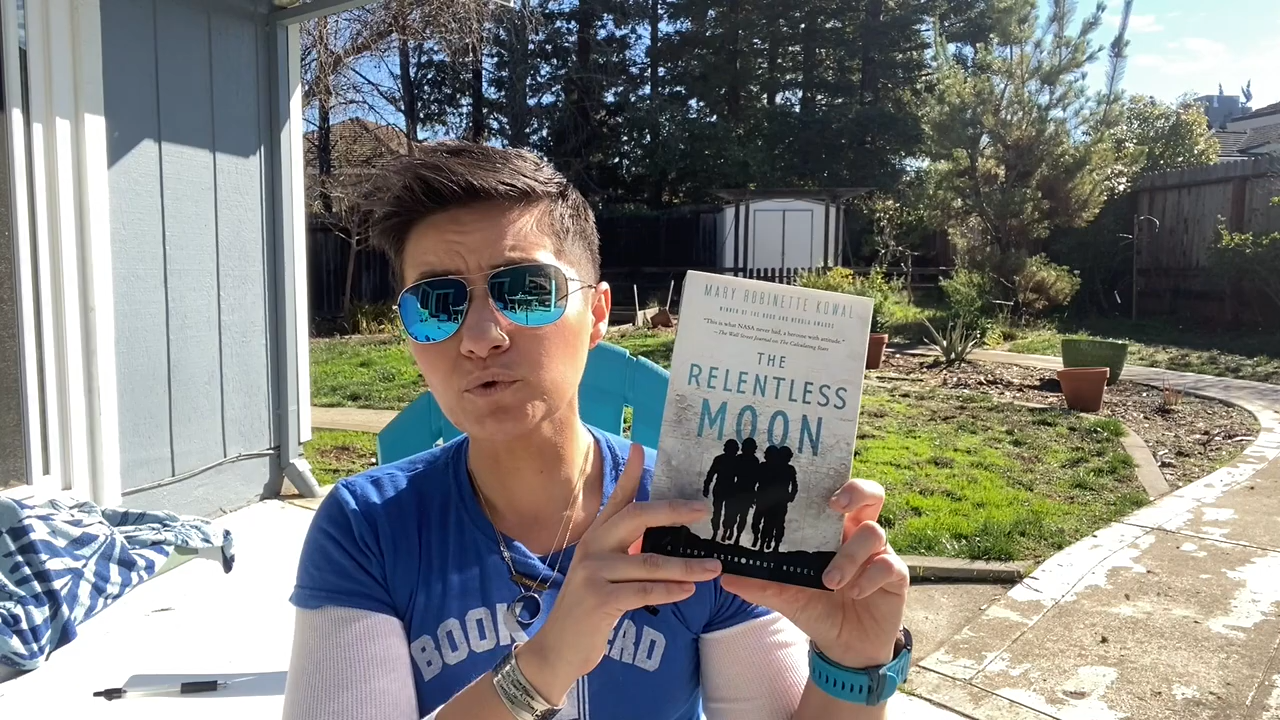 MARY ROBINETTE KOWAL
WINNER OF THE HUGO AND NEBULA AWARDS
"This is what NASA never had, a heroine with attitude."
—The Wall Street Journal on The Calculating Stars
THE
RELENTLESS
MOON
A LADY ASTRONAUT NOVEL
BOOK